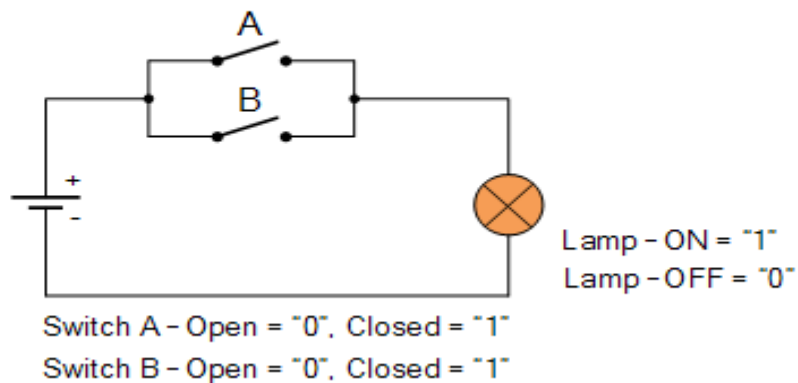 A
B
+
-
Lamp – ON = "1"
Lamp – OFF = "0"
Switch A – Open = "0", Closed = "1"
Switch B – Open = "0", Closed = "1"